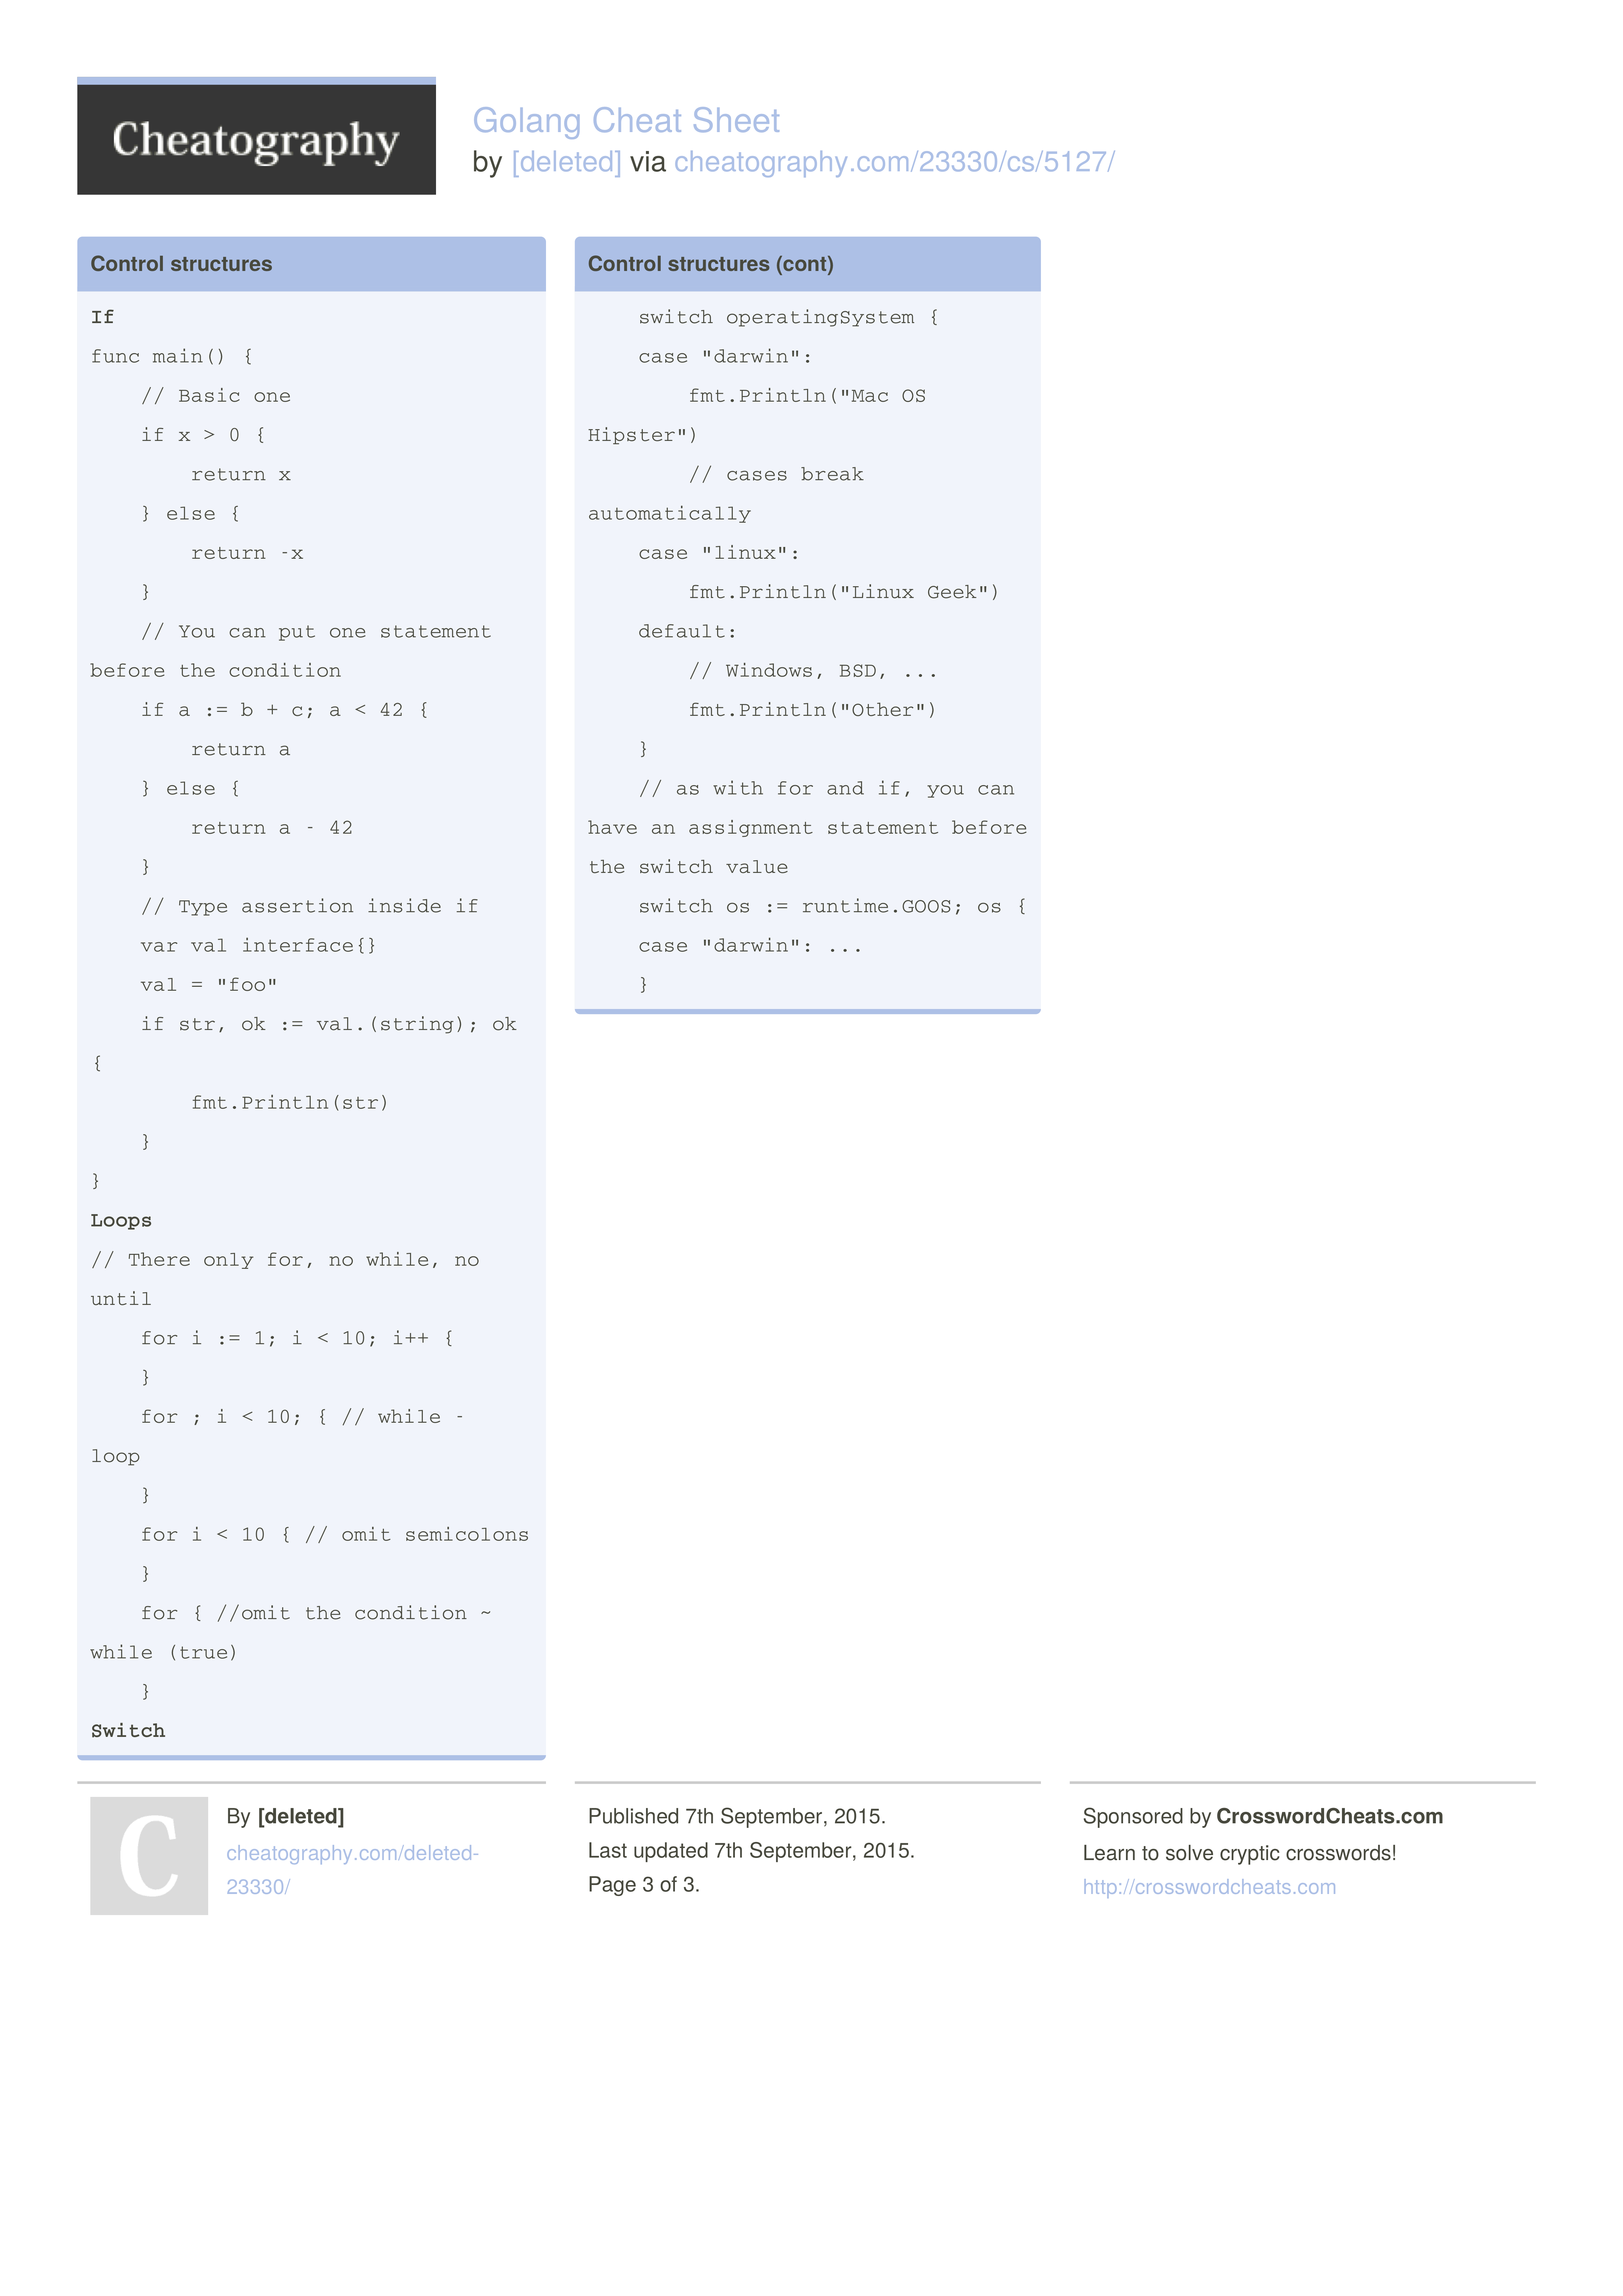 Cheatography
Golang Cheat Sheet
by [deleted] via cheatography.com/23330/cs/5127/
Control structures
If
func main() {
    // Basic one
    if x > 0 {
        return x
    } else {
        return -x
    }
    // You can put one statement
before the condition
    if a := b + c; a < 42 {
        return a
    } else {
        return a - 42
    }
    // Type assertion inside if
    var val interface{}
    val = "foo"
    if str, ok := val.(string); ok
{
        fmt.Println(str)
    }
}
Loops
// There only for, no while, no
until
    for i := 1; i < 10; i++ {
    }
    for ; i < 10; { // while -
loop
    }
    for i < 10 { // omit semicolons
    }
    for { //omit the condition ~
while (true)
    }
Switch
Control structures (cont)
    switch operatingSystem {
    case "darwin":
        fmt.Println("Mac OS
Hipster")
        // cases break
automatically
    case "linux":
        fmt.Println("Linux Geek")
    default:
        // Windows, BSD, ...
        fmt.Println("Other")
    }
    // as with for and if, you can
have an assignment statement before
the switch value
    switch os := runtime.GOOS; os {
    case "darwin": ...
    }
C
By [deleted]
cheatography.com/deleted-
23330/
Published 7th September, 2015.
Last updated 7th September, 2015.
Page 3 of 3.
Sponsored by CrosswordCheats.com
Learn to solve cryptic crosswords!
http://crosswordcheats.com